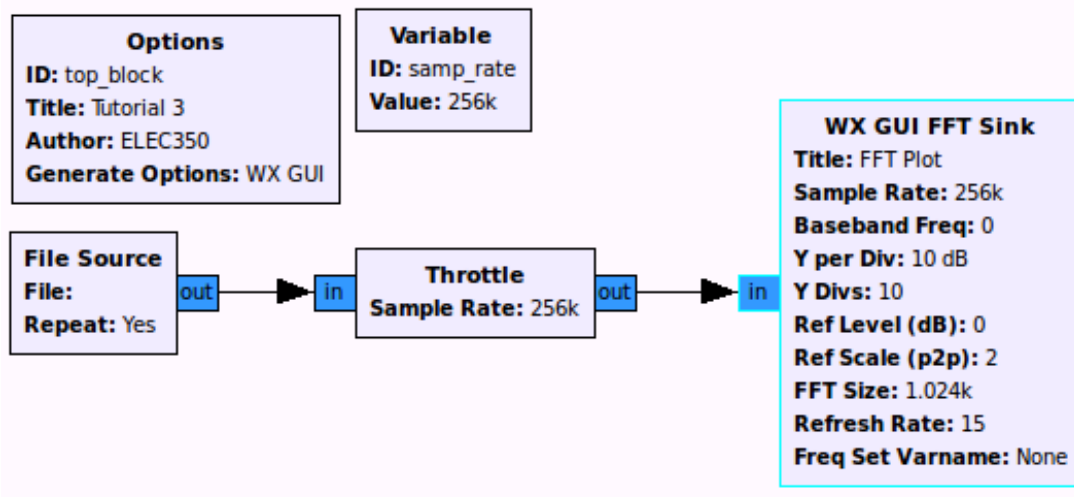 Options
ID: top_block
Title: Tutorial 3
Author: ELEC350
Generate Options: WX GUI
Variable
ID: samp_rate
Value: 256k
File Source
File:
Repeat: Yes
out
in
Throttle
Sample Rate: 256k
out
in
WX GUI FFT Sink
Title: FFT Plot
Sample Rate: 256k
Baseband Freq: 0
Y per Div: 10 dB
Y Divs: 10
Ref Level (dB): 0
Ref Scale (p2p): 2
FFT Size: 1.024k
Refresh Rate: 15
Freq Set Varname: None